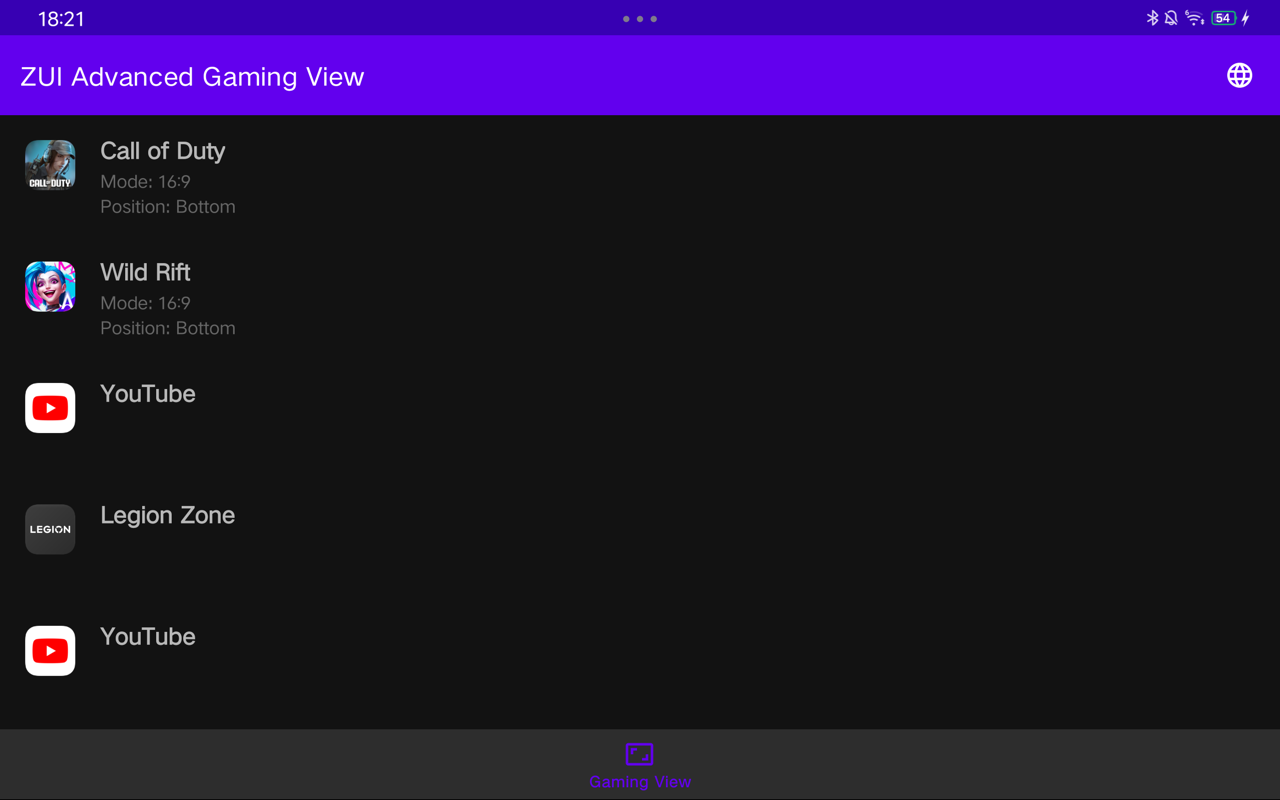 18:21
6
54
ZUI Advanced Gaming View
CALL OF DUTY
Call of Duty
Mode: 16:9
Position: Bottom
Wild Rift
Mode: 16:9
Position: Bottom
YouTube
LEGION
Legion Zone
YouTube
Gaming View